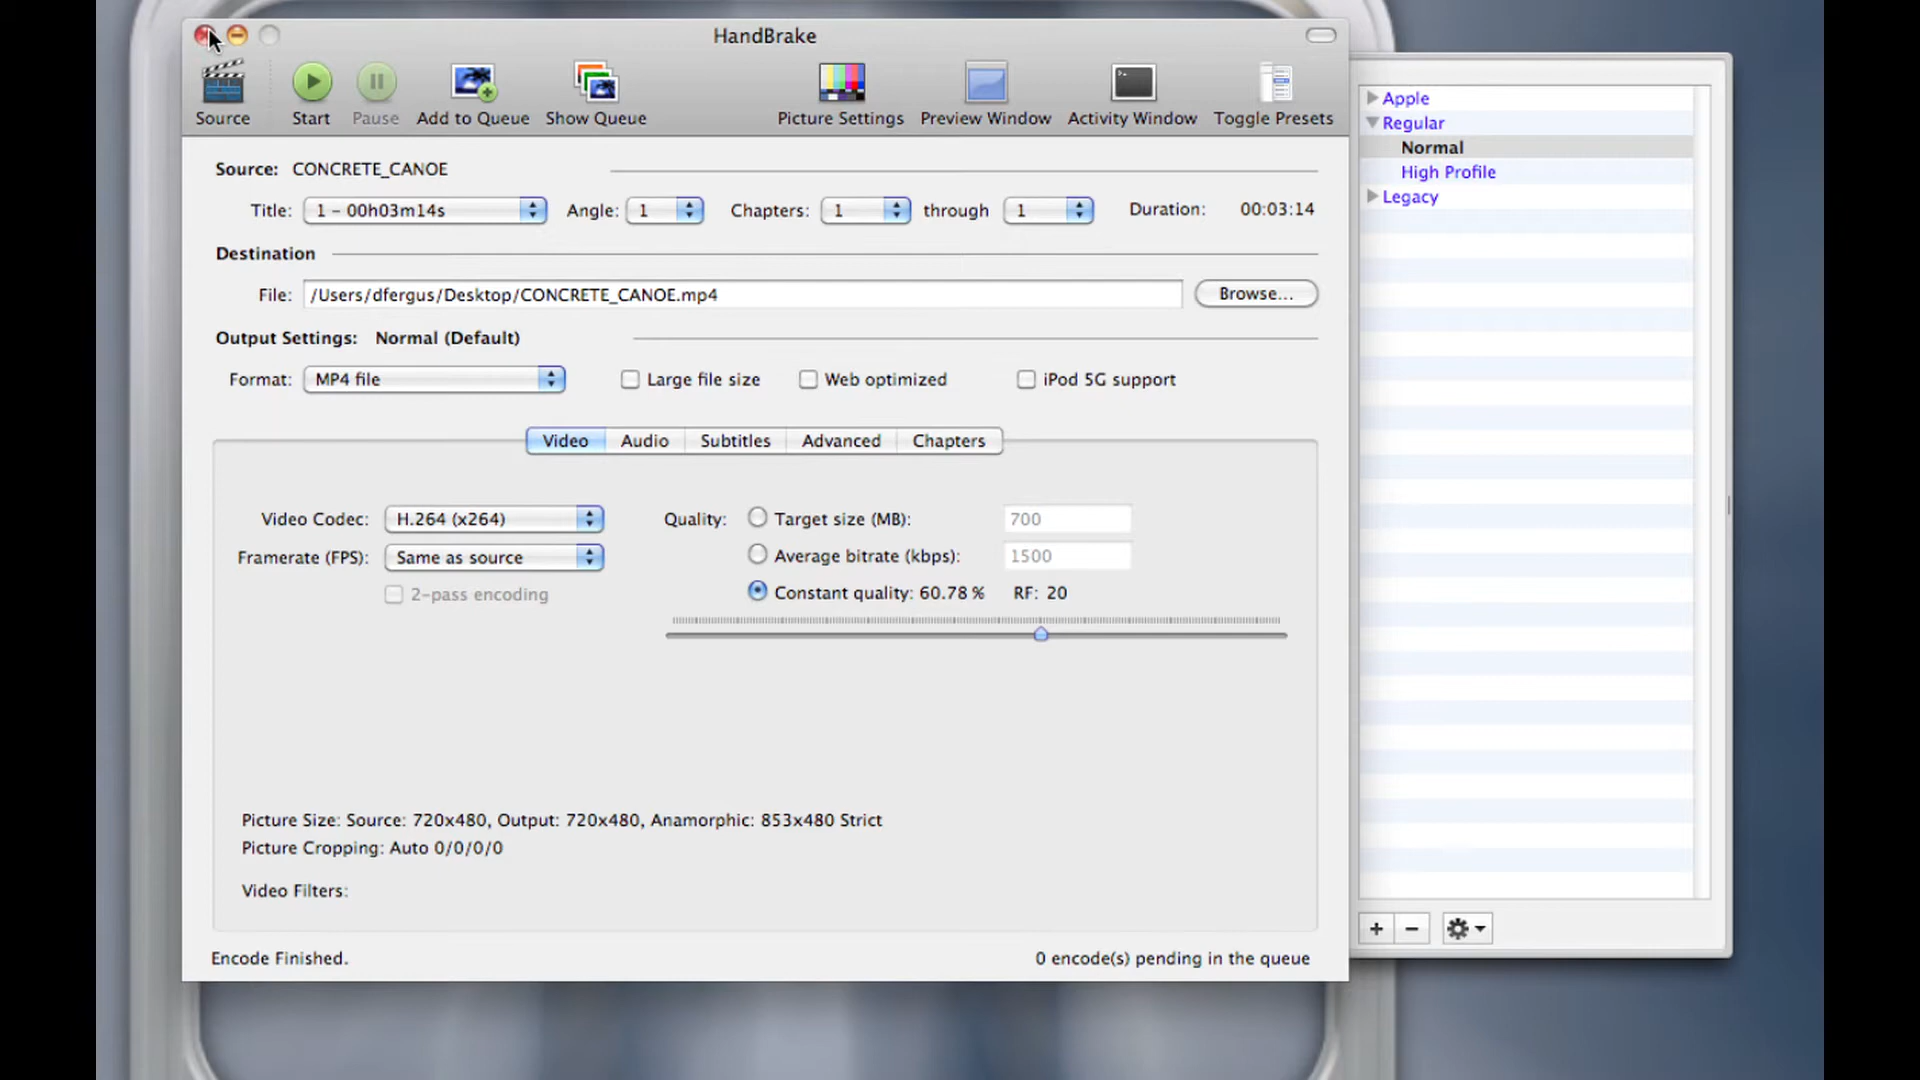 HandBrake
Source Start Pause Add to Queue Show Queue Picture Settings Preview Window Activity Window Toggle Presets
Source: CONCRETE_CANOE
Title: 1 - 00h03m14s Angle: 1 Chapters: 1 through 1 Duration: 00:03:14
Destination
File: /Users/dfergus/Desktop/CONCRETE_CANOE.mp4 Browse...
Output Settings: Normal (Default)
Format: MP4 file Large file size Web optimized iPod 5G support
Video Audio Subtitles Advanced Chapters
Video Codec: H.264 (x264) Quality: Target size (MB): 700
Framerate (FPS): Same as source Average bitrate (kbps): 1500
2-pass encoding Constant quality: 60.78 % RF: 20
Picture Size: Source: 720x480, Output: 720x480, Anamorphic: 853x480 Strict
Picture Cropping: Auto 0/0/0/0
Video Filters:
Encode Finished. 0 encode(s) pending in the queue
Apple
Regular
Normal
High Profile
Legacy